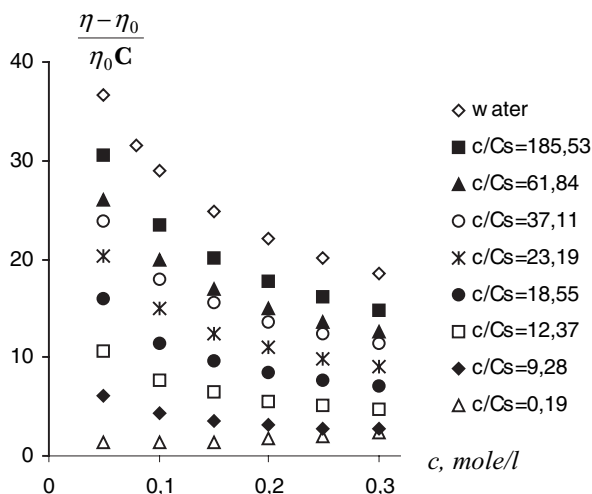 η − η₀
η₀C
40
30
20
10
0
0
0,1
0,2
0,3
c, mole/l
water
c/Cs=185,53
c/Cs=61,84
c/Cs=37,11
c/Cs=23,19
c/Cs=18,55
c/Cs=12,37
c/Cs=9,28
c/Cs=0,19